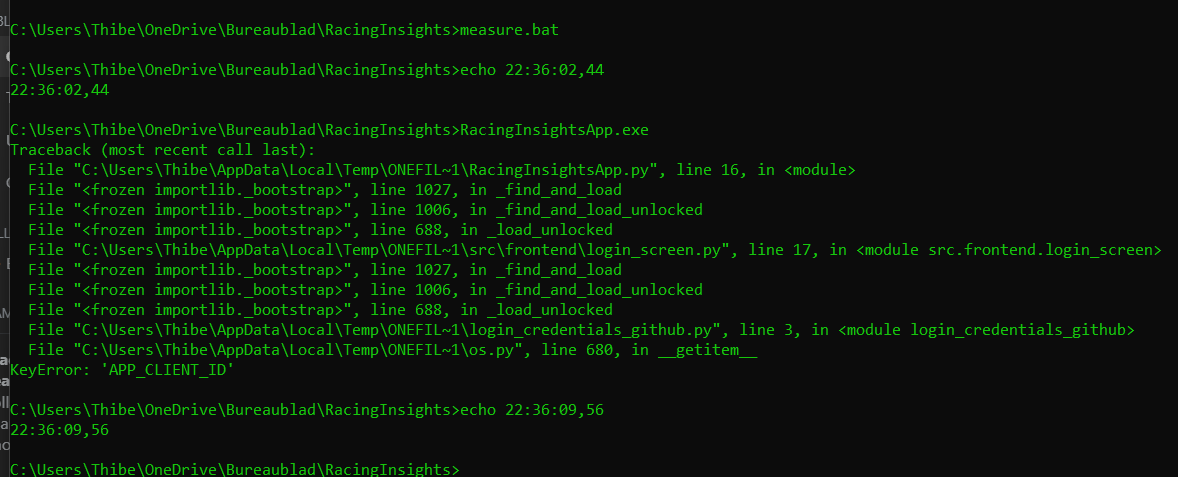 C:\Users\Thibe\OneDrive\Bureaublad\RacingInsights>measure.bat
C:\Users\Thibe\OneDrive\Bureaublad\RacingInsights>echo 22:36:02,44
22:36:02,44
C:\Users\Thibe\OneDrive\Bureaublad\RacingInsights>RacingInsightsApp.exe
Traceback (most recent call last):
  File "C:\Users\Thibe\AppData\Local\Temp\ONEFIL~1\RacingInsightsApp.py", line 16, in <module>
  File "<frozen importlib._bootstrap>", line 1027, in _find_and_load
  File "<frozen importlib._bootstrap>", line 1006, in _find_and_load_unlocked
  File "<frozen importlib._bootstrap>", line 688, in _load_unlocked
  File "C:\Users\Thibe\AppData\Local\Temp\ONEFIL~1\src\frontend\login_screen.py", line 17, in <module src.frontend.login_screen>
  File "<frozen importlib._bootstrap>", line 1027, in _find_and_load
  File "<frozen importlib._bootstrap>", line 1006, in _find_and_load_unlocked
  File "<frozen importlib._bootstrap>", line 688, in _load_unlocked
  File "C:\Users\Thibe\AppData\Local\Temp\ONEFIL~1\login_credentials_github.py", line 3, in <module login_credentials_github>
  File "C:\Users\Thibe\AppData\Local\Temp\ONEFIL~1\os.py", line 680, in __getitem__
KeyError: 'APP_CLIENT_ID'
C:\Users\Thibe\OneDrive\Bureaublad\RacingInsights>echo 22:36:09,56
22:36:09,56
C:\Users\Thibe\OneDrive\Bureaublad\RacingInsights>